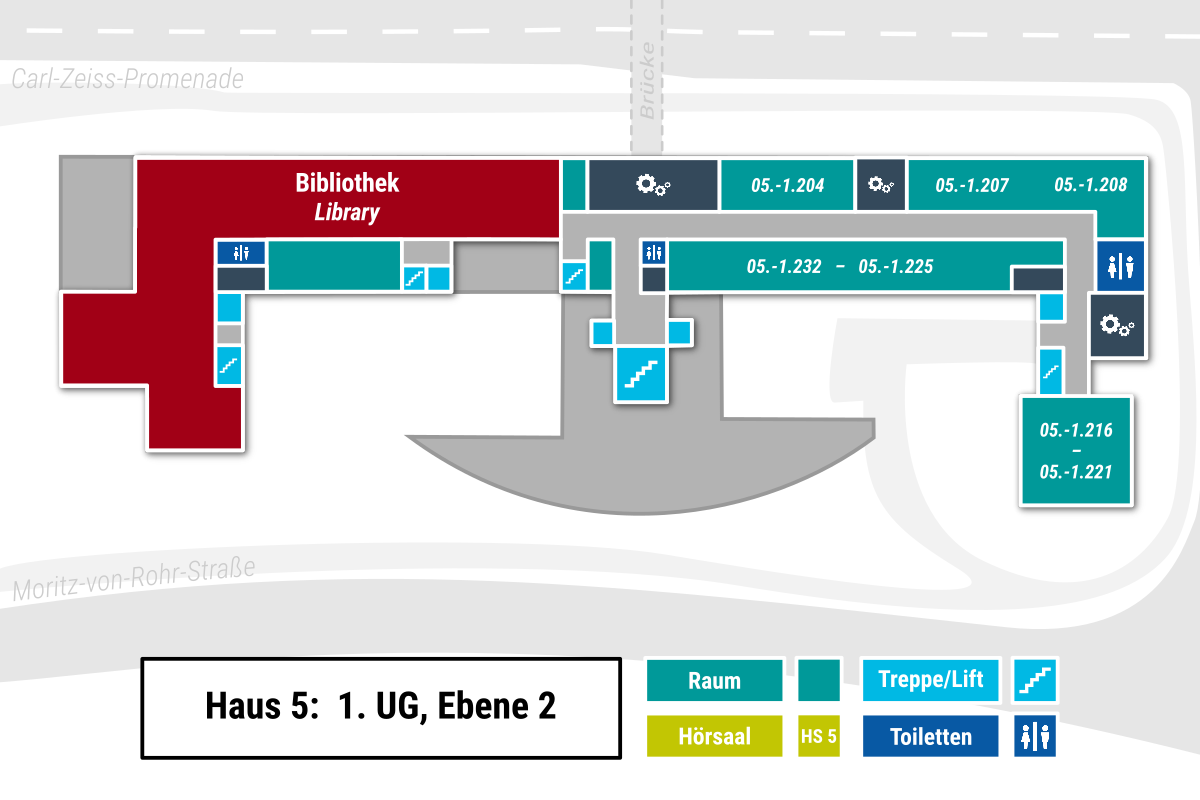 Carl-Zeiss-Promenade
Brücke
Bibliothek
Library
05.-1.204
05.-1.207
05.-1.208
05.-1.232 – 05.-1.225
05.-1.216
–
05.-1.221
Moritz-von-Rohr-Straße
Haus 5: 1. UG, Ebene 2
Raum
Treppe/Lift
Hörsaal
HS 5
Toiletten